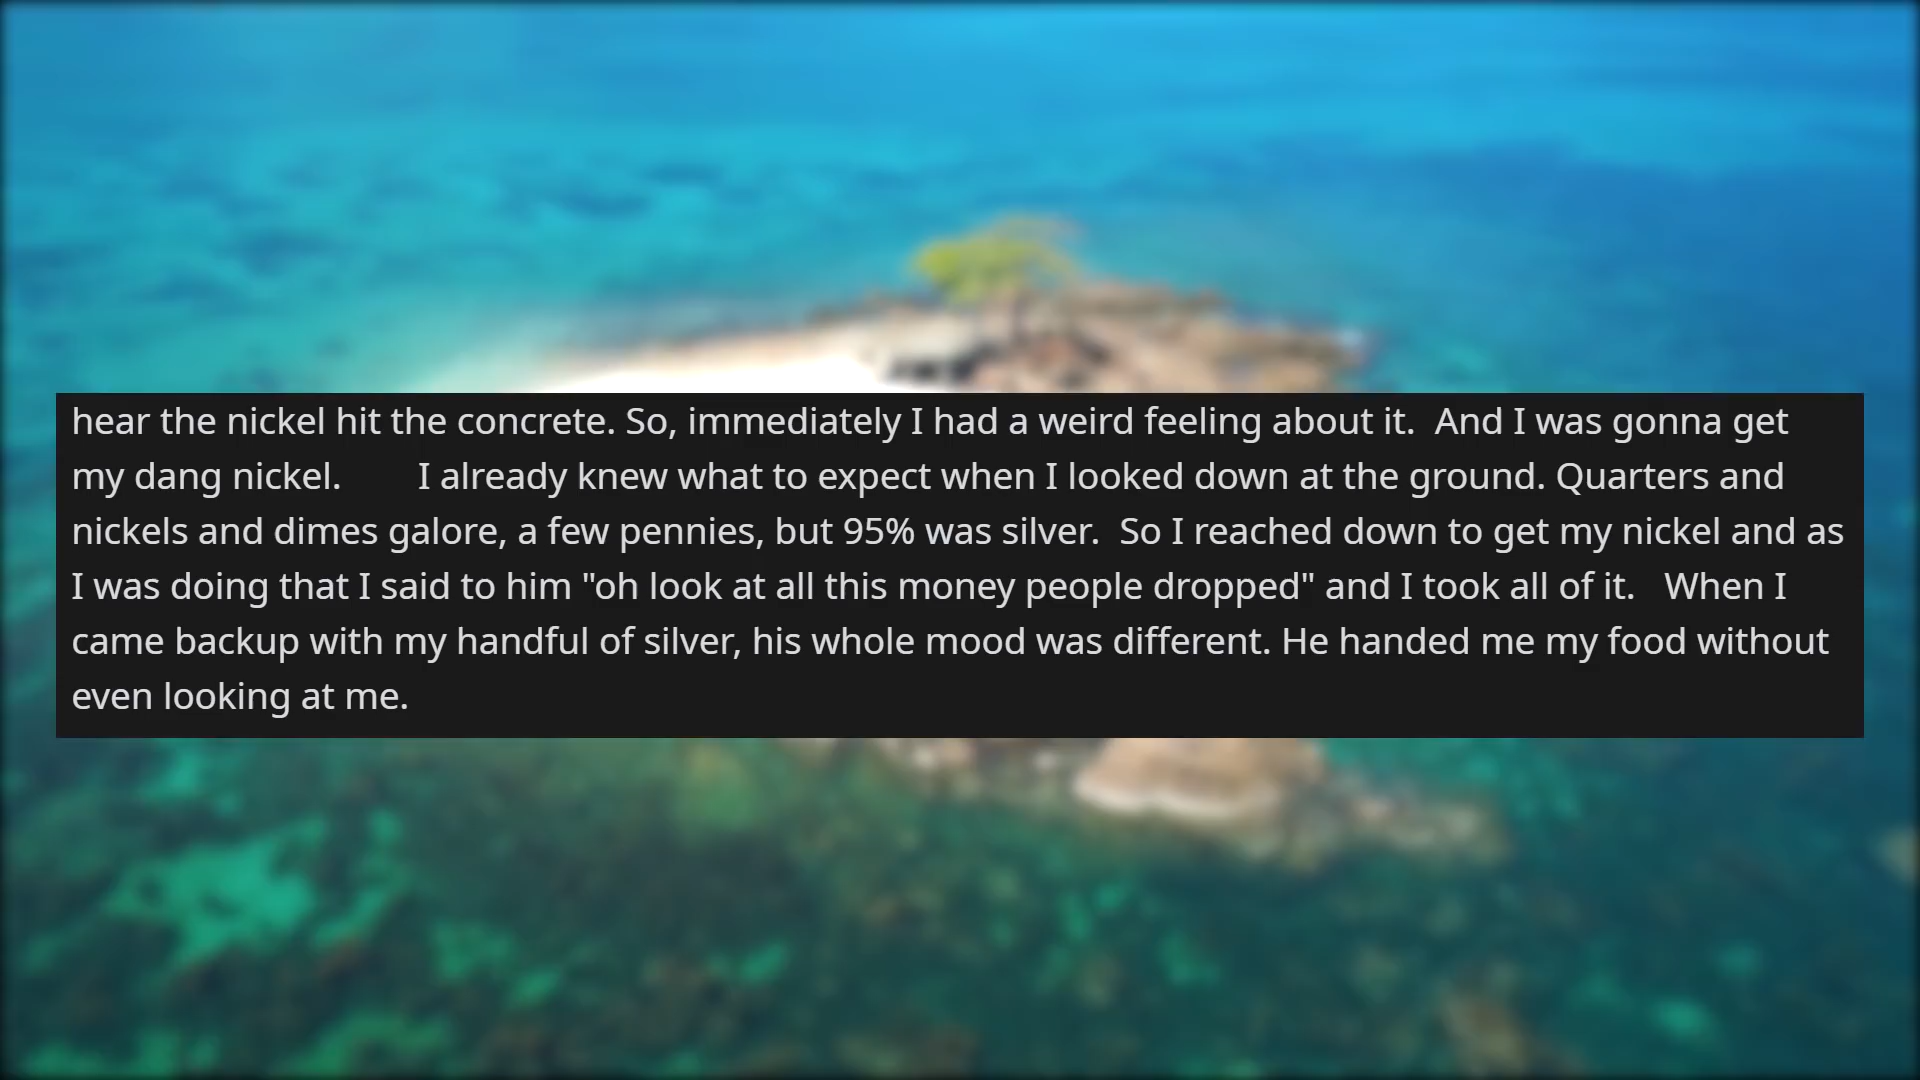 hear the nickel hit the concrete. So, immediately I had a weird feeling about it.  And I was gonna get
my dang nickel.        I already knew what to expect when I looked down at the ground. Quarters and
nickels and dimes galore, a few pennies, but 95% was silver.  So I reached down to get my nickel and as
I was doing that I said to him "oh look at all this money people dropped" and I took all of it.   When I
came backup with my handful of silver, his whole mood was different. He handed me my food without
even looking at me.